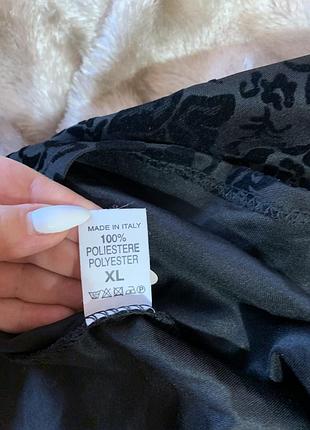 MADE IN ITALY
100%
POLIESTERE
POLYESTER
XL
P